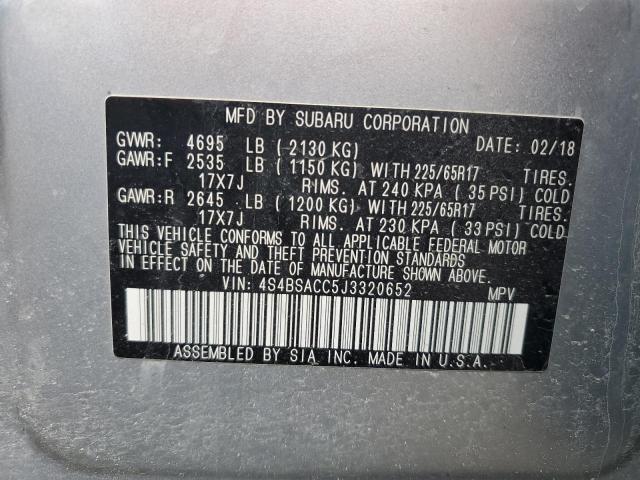 MFD BY SUBARU CORPORATION
GVWR: 4695 LB (2130 KG) DATE: 02/18
GAWR:F 2535 LB (1150 KG) WITH 225/65R17 TIRES.
17X7J RIMS. AT 240 KPA (35 PSI) COLD
GAWR:R 2645 LB (1200 KG) WITH 225/65R17 TIRES.
17X7J RIMS. AT 230 KPA (33 PSI) COLD
THIS VEHICLE CONFORMS TO ALL APPLICABLE FEDERAL MOTOR
VEHICLE SAFETY AND THEFT PREVENTION STANDARDS
IN EFFECT ON THE DATE OF MANUFACTURE SHOWN ABOVE.
VIN: 4S4BSACC5J3320652 MPV
ASSEMBLED BY SIA INC. MADE IN U.S.A.